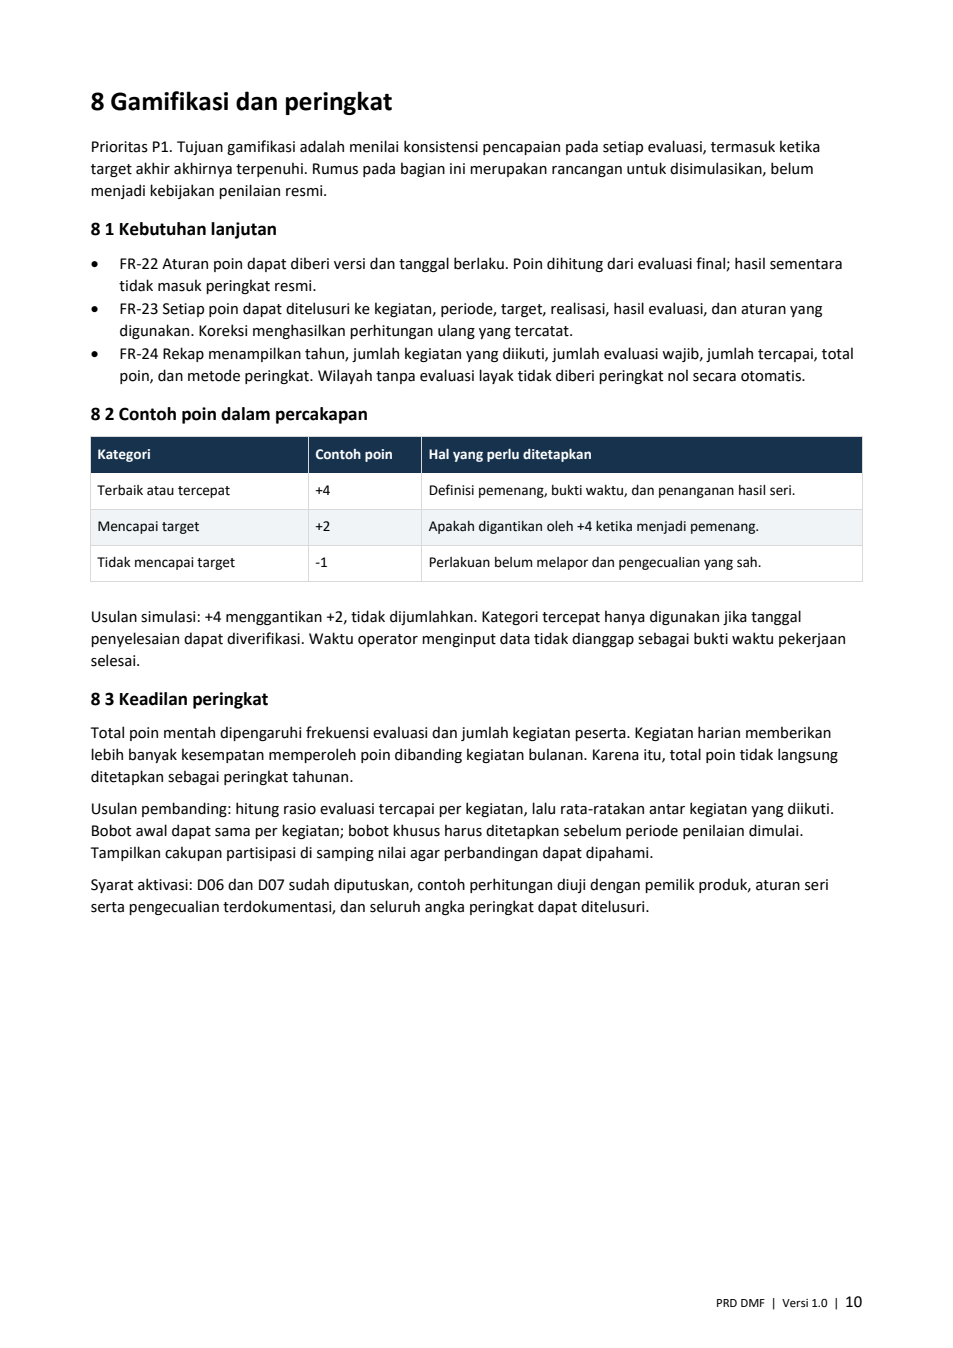 8 Gamifikasi dan peringkat
Prioritas P1. Tujuan gamifikasi adalah menilai konsistensi pencapaian pada setiap evaluasi, termasuk ketika
target akhir akhirnya terpenuhi. Rumus pada bagian ini merupakan rancangan untuk disimulasikan, belum
menjadi kebijakan penilaian resmi.
8 1 Kebutuhan lanjutan
• FR-22 Aturan poin dapat diberi versi dan tanggal berlaku. Poin dihitung dari evaluasi final; hasil sementara
tidak masuk peringkat resmi.
• FR-23 Setiap poin dapat ditelusuri ke kegiatan, periode, target, realisasi, hasil evaluasi, dan aturan yang
digunakan. Koreksi menghasilkan perhitungan ulang yang tercatat.
• FR-24 Rekap menampilkan tahun, jumlah kegiatan yang diikuti, jumlah evaluasi wajib, jumlah tercapai, total
poin, dan metode peringkat. Wilayah tanpa evaluasi layak tidak diberi peringkat nol secara otomatis.
8 2 Contoh poin dalam percakapan
Kategori Contoh poin Hal yang perlu ditetapkan
Terbaik atau tercepat +4 Definisi pemenang, bukti waktu, dan penanganan hasil seri.
Mencapai target +2 Apakah digantikan oleh +4 ketika menjadi pemenang.
Tidak mencapai target -1 Perlakuan belum melapor dan pengecualian yang sah.
Usulan simulasi: +4 menggantikan +2, tidak dijumlahkan. Kategori tercepat hanya digunakan jika tanggal
penyelesaian dapat diverifikasi. Waktu operator menginput data tidak dianggap sebagai bukti waktu pekerjaan
selesai.
8 3 Keadilan peringkat
Total poin mentah dipengaruhi frekuensi evaluasi dan jumlah kegiatan peserta. Kegiatan harian memberikan
lebih banyak kesempatan memperoleh poin dibanding kegiatan bulanan. Karena itu, total poin tidak langsung
ditetapkan sebagai peringkat tahunan.
Usulan pembanding: hitung rasio evaluasi tercapai per kegiatan, lalu rata-ratakan antar kegiatan yang diikuti.
Bobot awal dapat sama per kegiatan; bobot khusus harus ditetapkan sebelum periode penilaian dimulai.
Tampilkan cakupan partisipasi di samping nilai agar perbandingan dapat dipahami.
Syarat aktivasi: D06 dan D07 sudah diputuskan, contoh perhitungan diuji dengan pemilik produk, aturan seri
serta pengecualian terdokumentasi, dan seluruh angka peringkat dapat ditelusuri.
PRD DMF | Versi 1.0 | 10